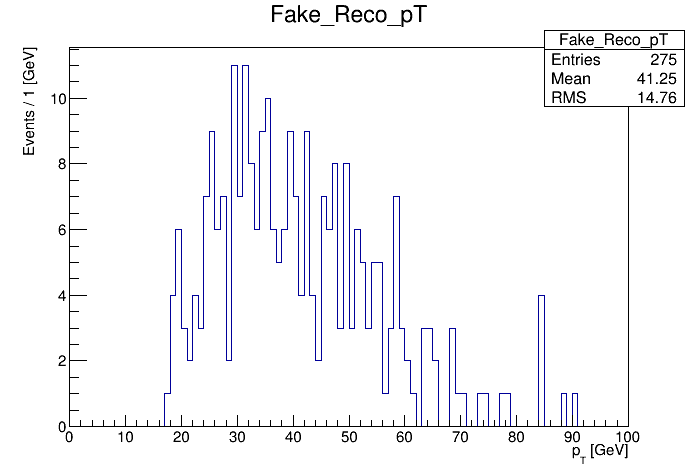 Fake_Reco_pT
Fake_Reco_pT
Entries 275
Mean 41.25
RMS 14.76
Events / 1 [GeV]
10
8
6
4
2
0
0 10 20 30 40 50 60 70 80 90 100
p_T [GeV]